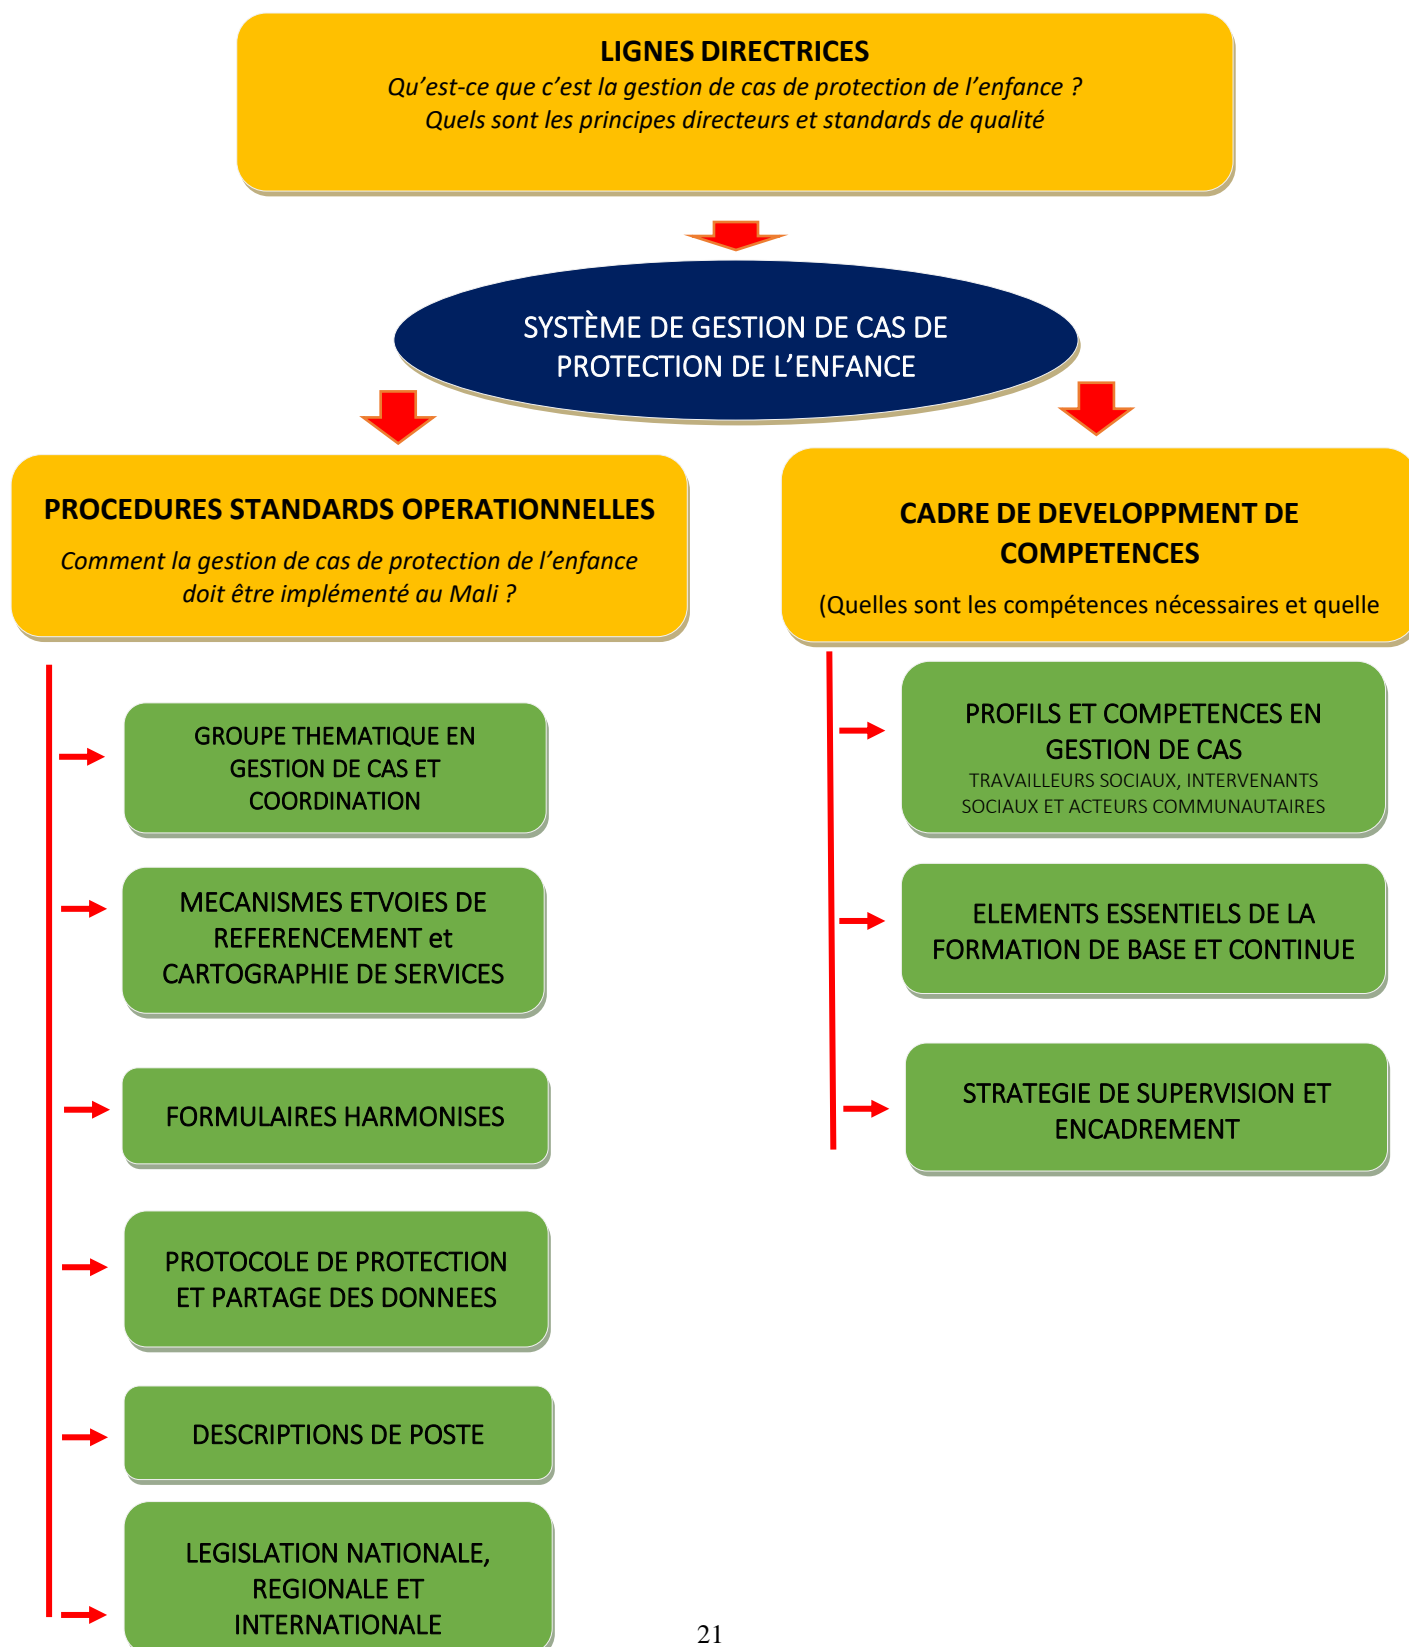 LIGNES DIRECTRICES
Qu’est-ce que c’est la gestion de cas de protection de l’enfance ?
Quels sont les principes directeurs et standards de qualité
SYSTÈME DE GESTION DE CAS DE
PROTECTION DE L’ENFANCE
PROCEDURES STANDARDS OPERATIONNELLES
Comment la gestion de cas de protection de l’enfance
doit être implémenté au Mali ?
GROUPE THEMATIQUE EN
GESTION DE CAS ET
COORDINATION
MECANISMES ETVOIES DE
REFERENCEMENT et
CARTOGRAPHIE DE SERVICES
FORMULAIRES HARMONISES
PROTOCOLE DE PROTECTION
ET PARTAGE DES DONNEES
DESCRIPTIONS DE POSTE
LEGISLATION NATIONALE,
REGIONALE ET
INTERNATIONALE
CADRE DE DEVELOPPMENT DE
COMPETENCES
(Quelles sont les compétences nécessaires et quelle
PROFILS ET COMPETENCES EN
GESTION DE CAS
TRAVAILLEURS SOCIAUX, INTERVENANTS
SOCIAUX ET ACTEURS COMMUNAUTAIRES
ELEMENTS ESSENTIELS DE LA
FORMATION DE BASE ET CONTINUE
STRATEGIE DE SUPERVISION ET
ENCADREMENT
21